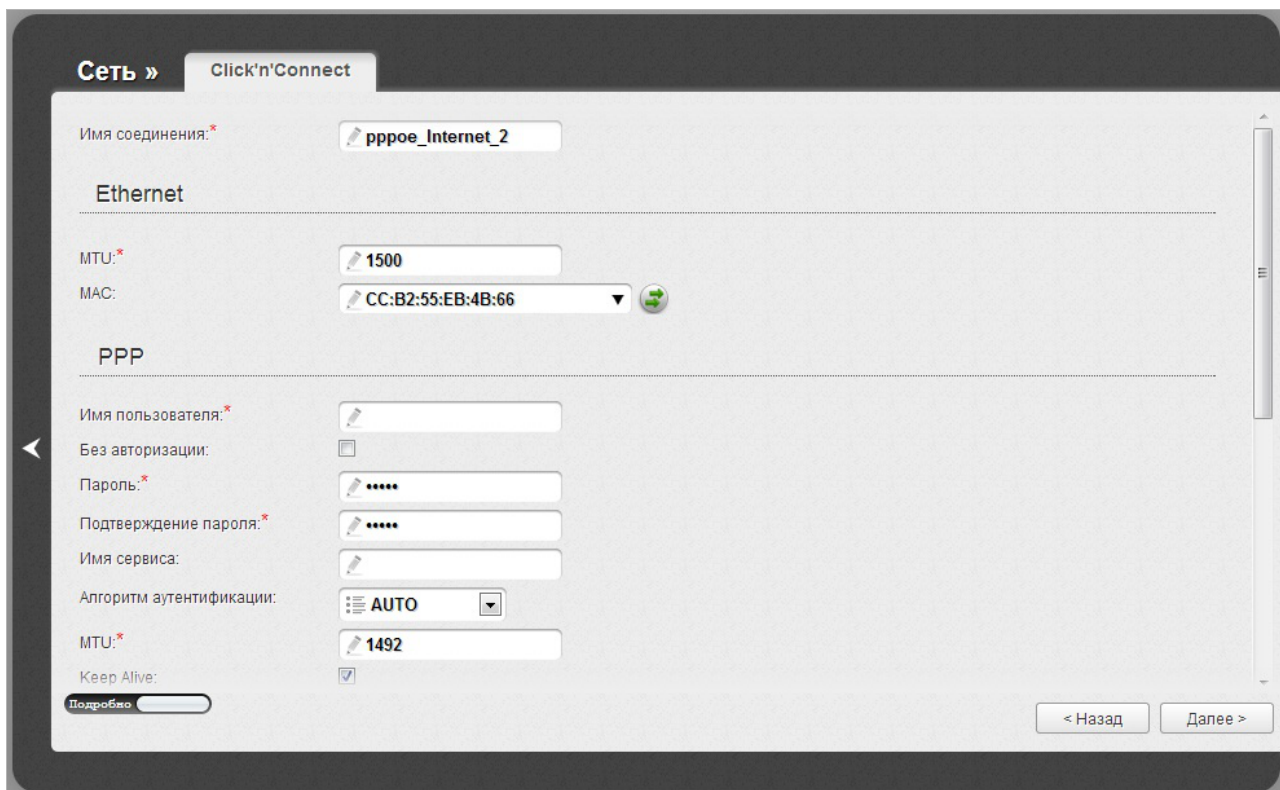 Сеть » Click'n'Connect
Имя соединения:* pppoe_Internet_2
Ethernet
MTU:* 1500
MAC: CC:B2:55:EB:4B:66
PPP
Имя пользователя:*
Без авторизации:
Пароль:* •••••
Подтверждение пароля:* •••••
Имя сервиса:
Алгоритм аутентификации: AUTO
MTU:* 1492
Keep Alive:
Подробно
< Назад Далее >